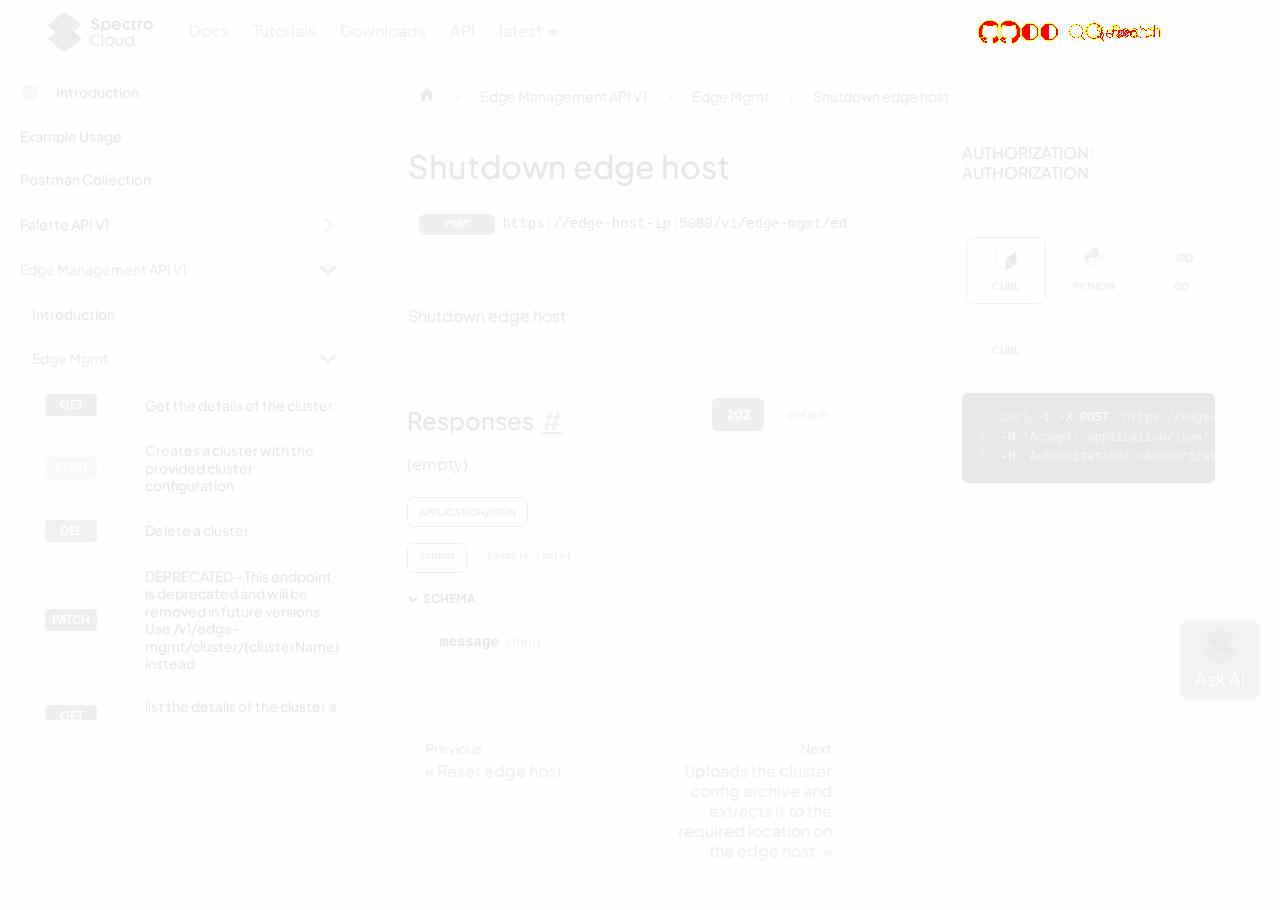 Spectro Cloud
Docs Tutorials Downloads API latest
Introduction
Example Usage
Postman Collection
Palette API V1
Edge Management API V1
Introduction
Edge Mgmt
GET Get the details of the cluster.
POST Creates a cluster with the
provided cluster
configuration
DEL Delete a cluster
PATCH DEPRECATED - This endpoint
is deprecated and will be
removed in future versions.
Use /v1/edge-
mgmt/cluster/{clusterName}
instead
GET list the details of the cluster's
Edge Management API V1 Edge Mgmt Shutdown edge host
Shutdown edge host
POST https://edge-host-ip:5080/v1/edge-mgmt/ed
Shutdown edge host
Responses #
202 default
(empty)
APPLICATION/JSON
Schema Example (auto)
SCHEMA
message string
Previous
« Reset edge host
Next
Uploads the cluster
config archive and
extracts it to the
required location on
the edge host. »
AUTHORIZATION:
AUTHORIZATION
CURL PYTHON GO
CURL
1 curl -L -X POST 'https://edge-
2 -H 'Accept: application/json'
3 -H 'Authorization: <Authorizat
Ask AI